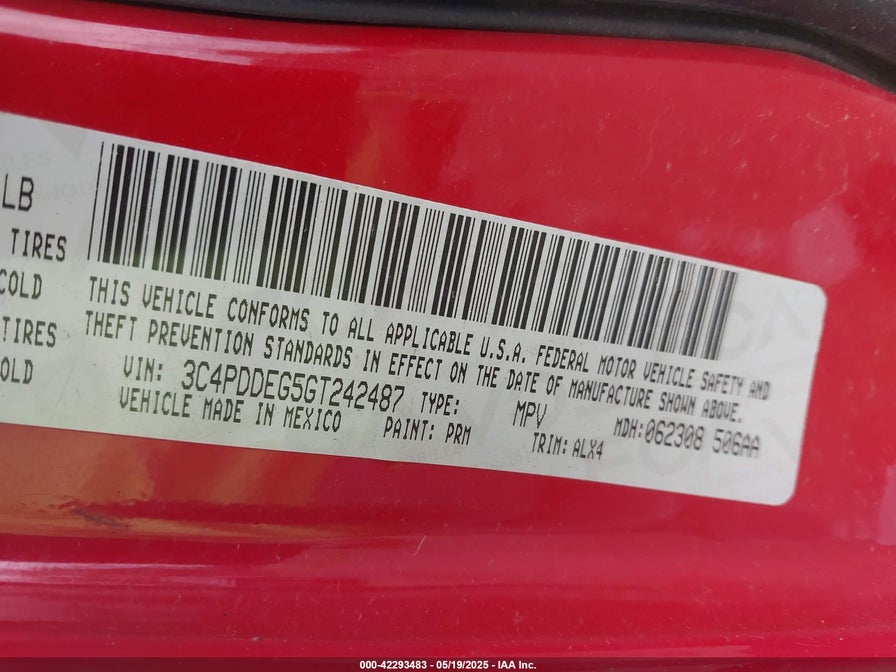 LB
TIRES
COLD
TIRES
OLD
THIS VEHICLE CONFORMS TO ALL APPLICABLE U.S.A. FEDERAL MOTOR VEHICLE SAFETY AND
THEFT PREVENTION STANDARDS IN EFFECT ON THE DATE OF MANUFACTURE SHOWN ABOVE.
VIN: 3C4PDDEG5GT242487 TYPE: MPV MDH:062308 506AA
VEHICLE MADE IN MEXICO PAINT: PRM TRIM: ALX4
000-42293483 - 05/19/2025 - IAA Inc.